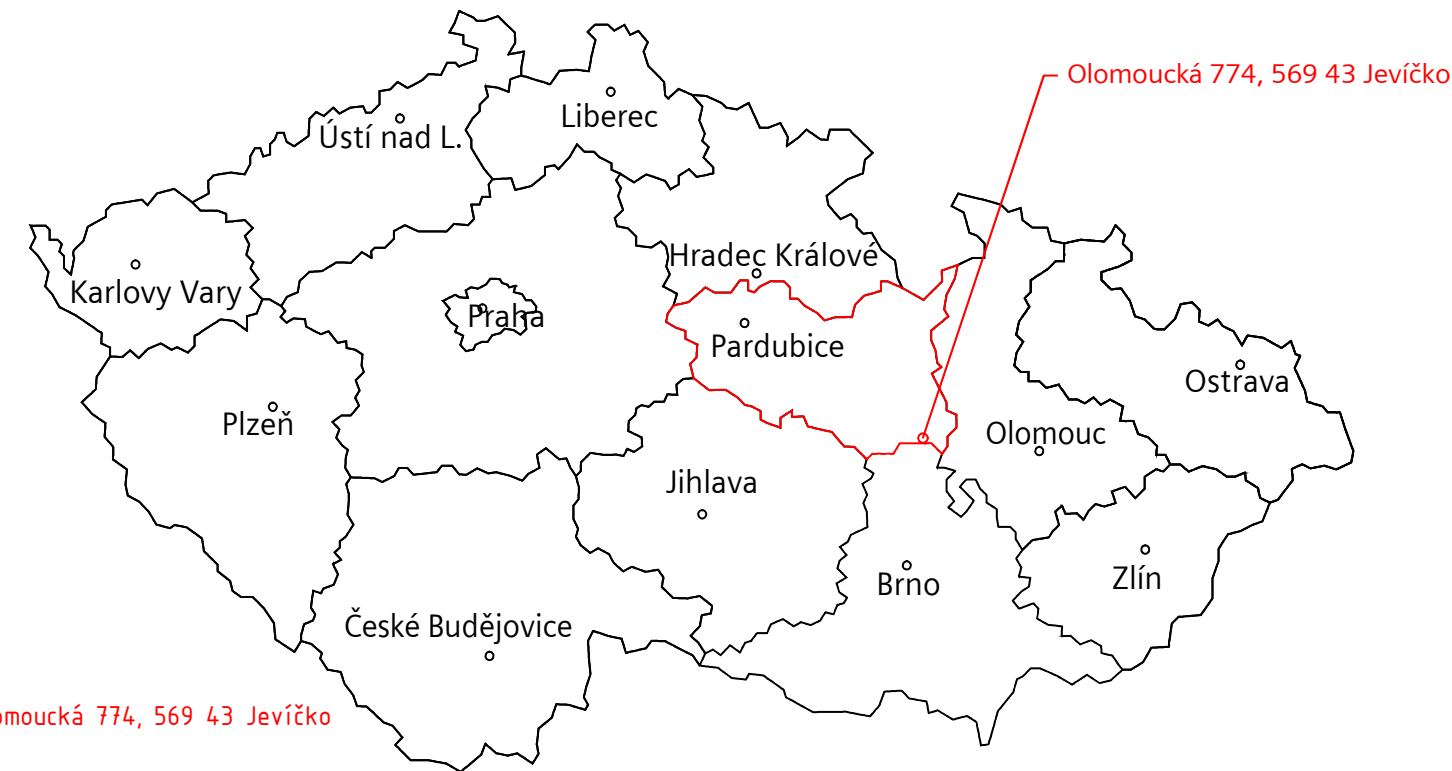 Olomoucká 774, 569 43 Jevíčko
Liberec
Ústí nad L.
Hradec Králové
Karlovy Vary
Praha
Pardubice
Ostrava
Plzeň
Olomouc
Jihlava
Zlín
Brno
České Budějovice
omoucká 774, 569 43 Jevíčko